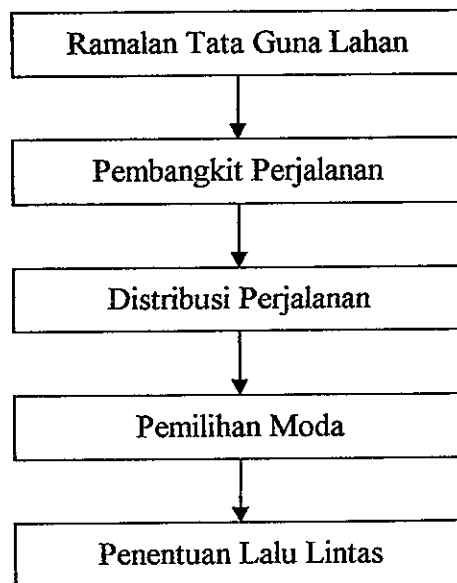 Ramalan Tata Guna Lahan
Pembangkit Perjalanan
Distribusi Perjalanan
Pemilihan Moda
Penentuan Lalu Lintas